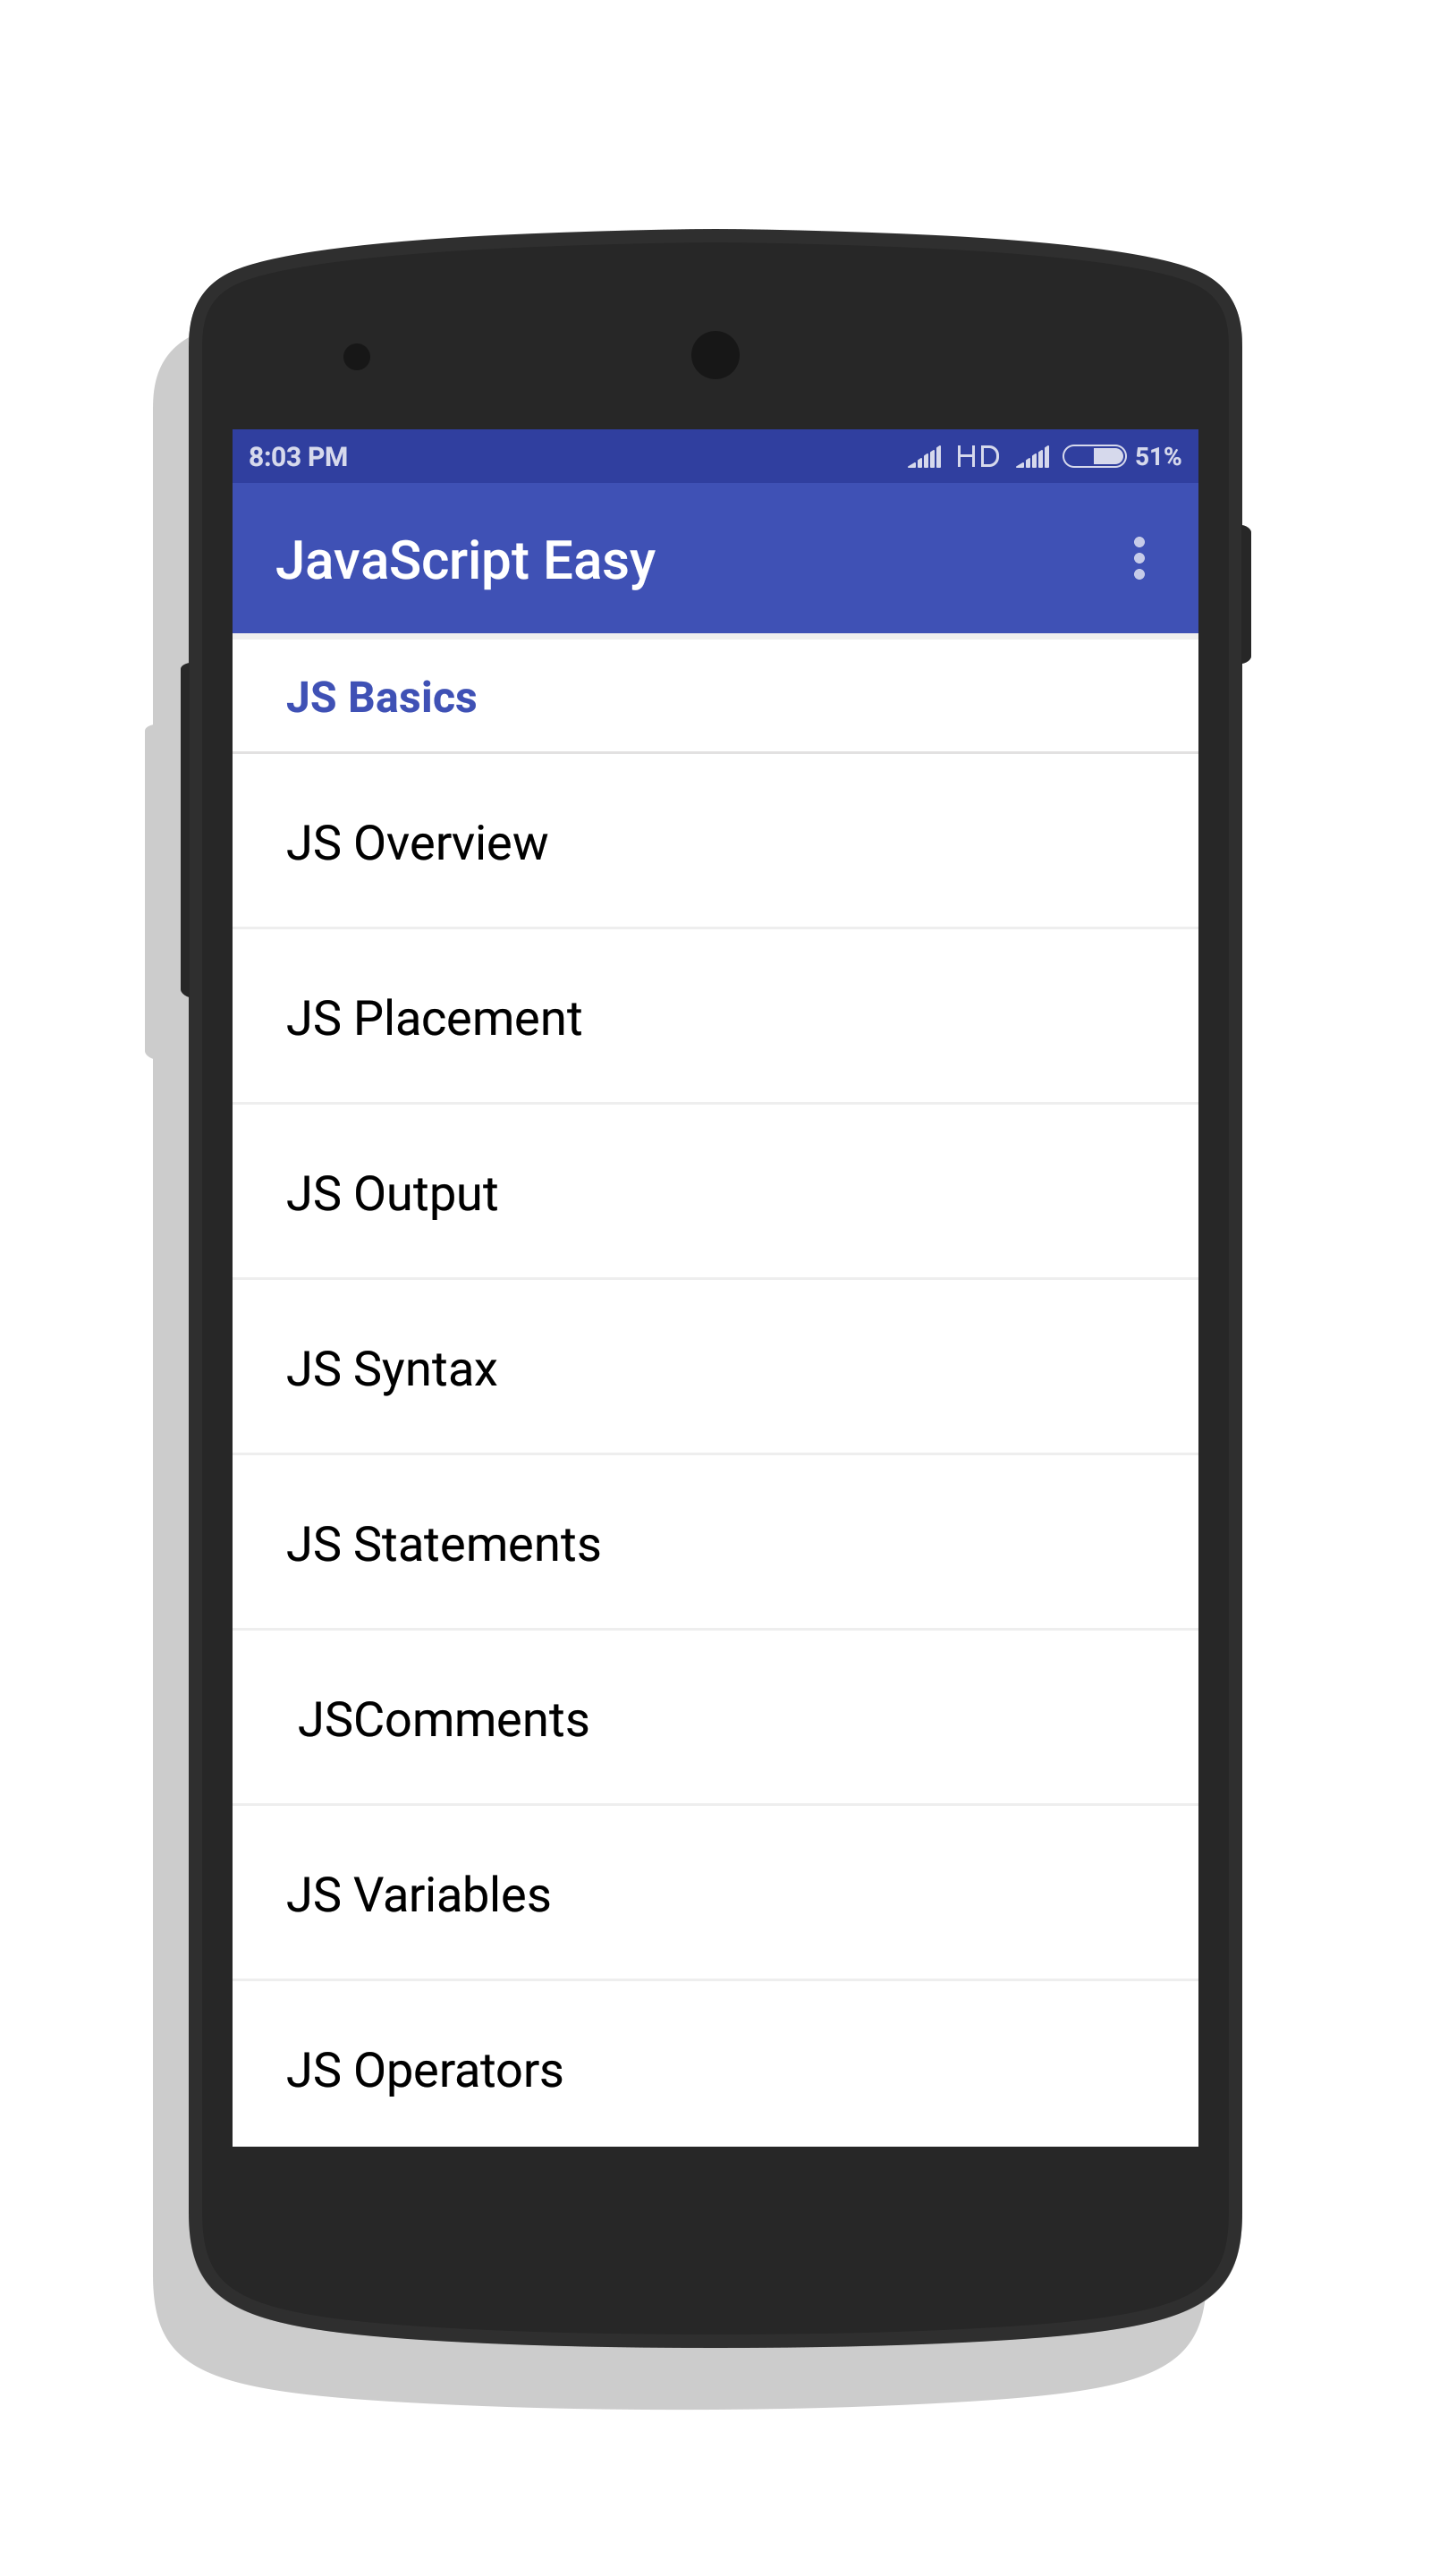 8:03 PM HD 51%
JavaScript Easy
JS Basics
JS Overview
JS Placement
JS Output
JS Syntax
JS Statements
JSComments
JS Variables
JS Operators